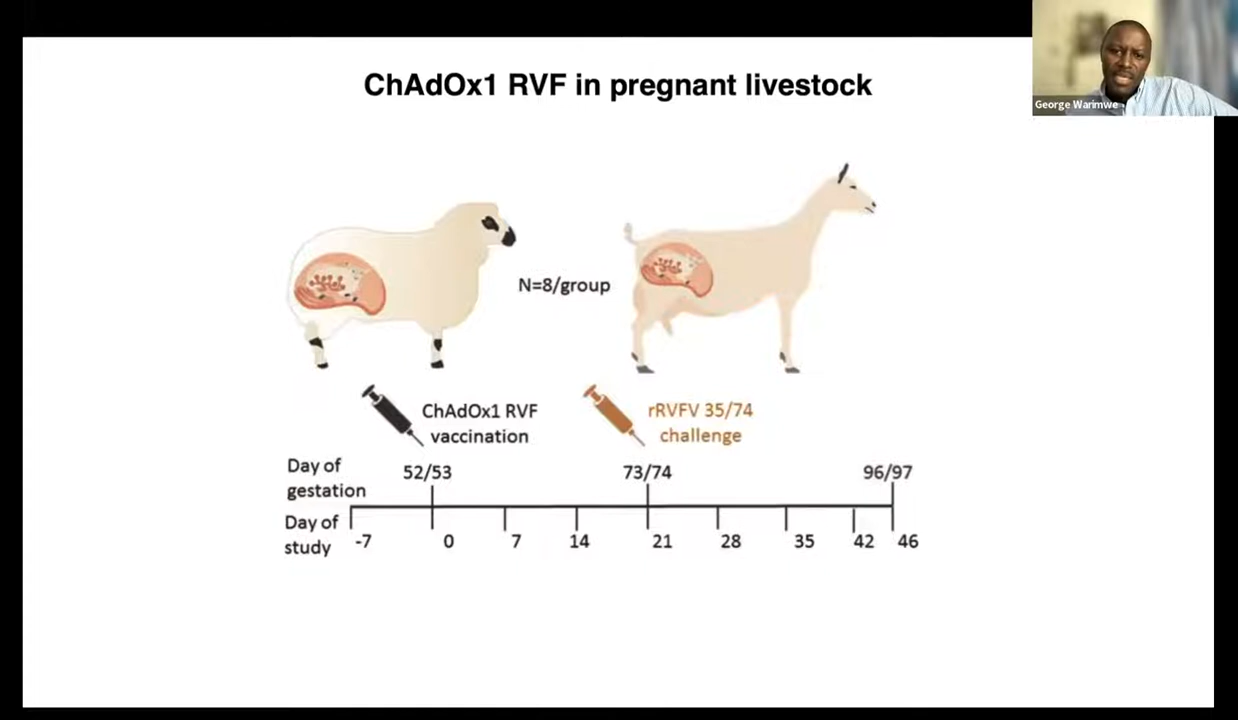 ChAdOx1 RVF in pregnant livestock
George Warimwe
N=8/group
ChAdOx1 RVF
vaccination
rRVFV 35/74
challenge
Day of
gestation
52/53
73/74
96/97
Day of
study
-7
0
7
14
21
28
35
42
46